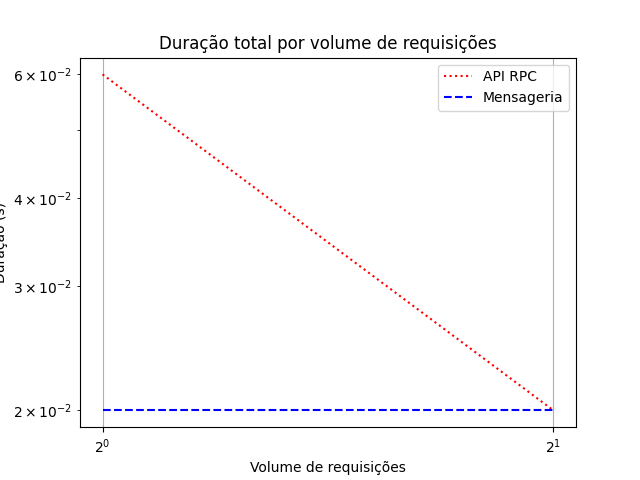 Duração total por volume de requisições
6 × 10⁻²
4 × 10⁻²
3 × 10⁻²
2 × 10⁻²
Duração (s)
API RPC
Mensageria
2⁰
2¹
Volume de requisições